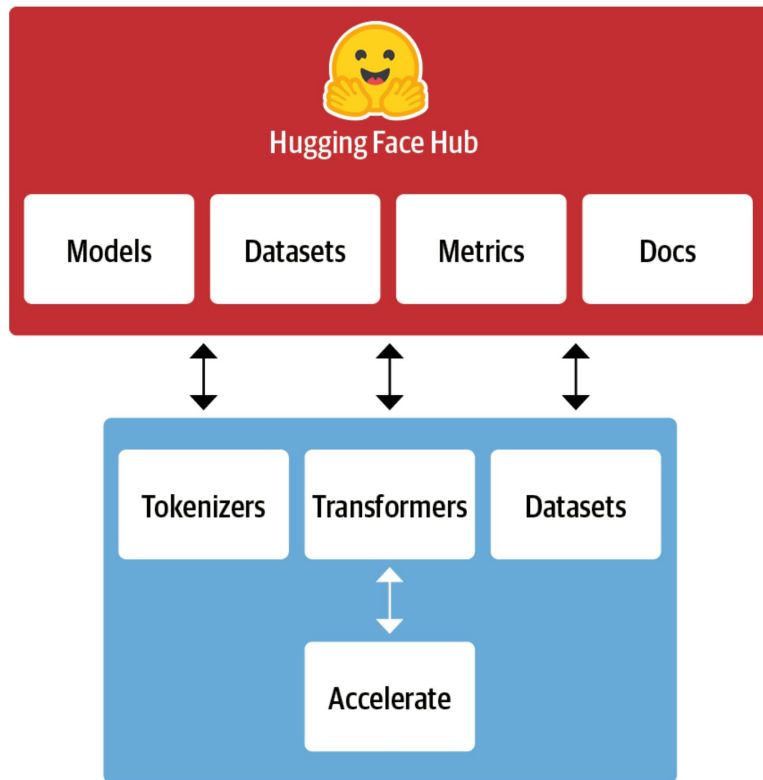 Hugging Face Hub
Models Datasets Metrics Docs
Tokenizers Transformers Datasets
Accelerate